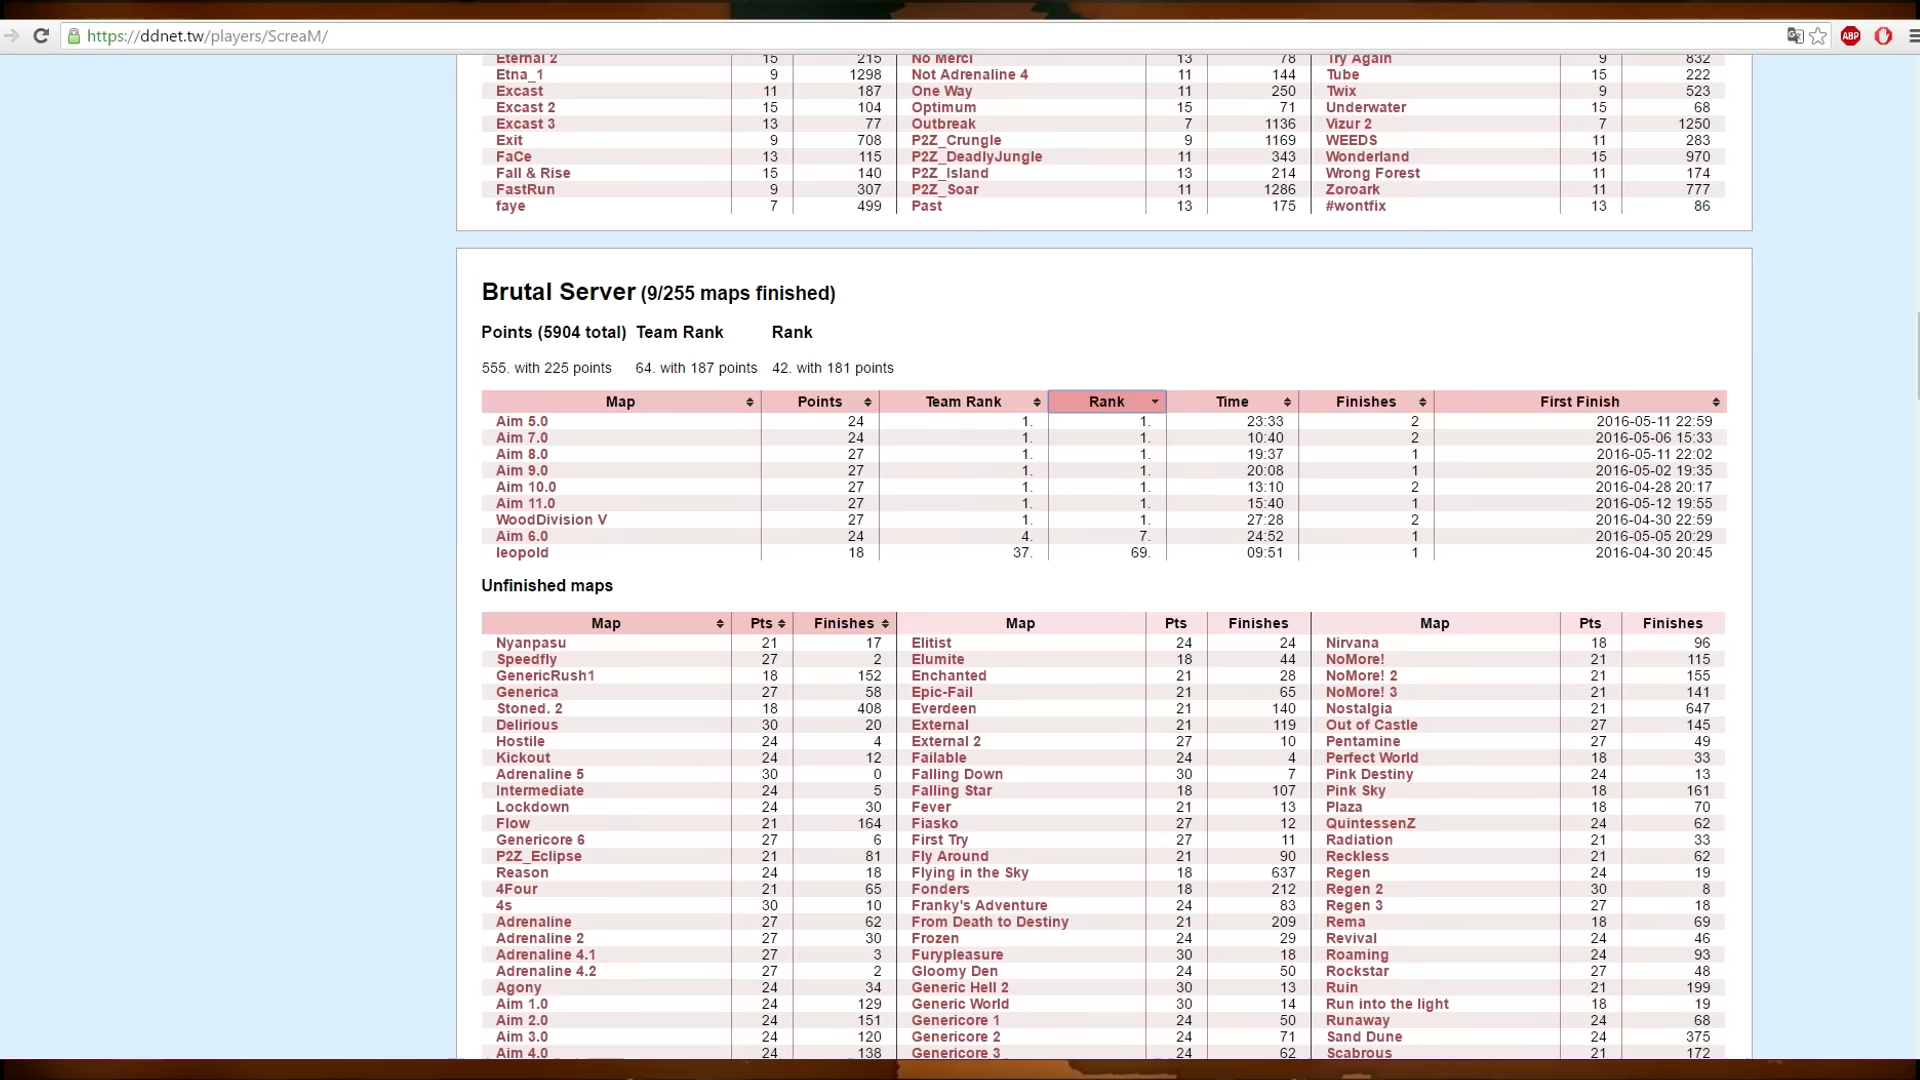 https://ddnet.tw/players/ScreaM/
ABP
Eternal 2 15 215 No Merci 13 78 Try Again 9 832
Etna_1 9 1298 Not Adrenaline 4 11 144 Tube 15 222
Excast 11 187 One Way 11 250 Twix 9 523
Excast 2 15 104 Optimum 15 71 Underwater 15 68
Excast 3 13 77 Outbreak 7 1136 Vizur 2 7 1250
Exit 9 708 P2Z_Crungle 9 1169 WEEDS 11 283
FaCe 13 115 P2Z_DeadlyJungle 11 343 Wonderland 15 970
Fall & Rise 15 140 P2Z_Island 13 214 Wrong Forest 11 174
FastRun 9 307 P2Z_Soar 11 1286 Zoroark 11 777
faye 7 499 Past 13 175 #wontfix 13 86
Brutal Server (9/255 maps finished)
Points (5904 total) Team Rank Rank
555. with 225 points 64. with 187 points 42. with 181 points
Map Points Team Rank Rank Time Finishes First Finish
Aim 5.0 24 1. 1. 23:33 2 2016-05-11 22:59
Aim 7.0 24 1. 1. 10:40 2 2016-05-06 15:33
Aim 8.0 27 1. 1. 19:37 1 2016-05-11 22:02
Aim 9.0 27 1. 1. 20:08 1 2016-05-02 19:35
Aim 10.0 27 1. 1. 13:10 2 2016-04-28 20:17
Aim 11.0 27 1. 1. 15:40 1 2016-05-12 19:55
WoodDivision V 27 1. 1. 27:28 2 2016-04-30 22:59
Aim 6.0 24 4. 7. 24:52 1 2016-05-05 20:29
leopold 18 37. 69. 09:51 1 2016-04-30 20:45
Unfinished maps
Map Pts Finishes Map Pts Finishes Map Pts Finishes
Nyanpasu 21 17 Elitist 24 24 Nirvana 18 96
Speedfly 27 2 Elumite 18 44 NoMore! 21 115
GenericRush1 18 152 Enchanted 21 28 NoMore! 2 21 155
Generica 27 58 Epic-Fail 21 65 NoMore! 3 21 141
Stoned. 2 18 408 Everdeen 21 140 Nostalgia 21 647
Delirious 30 20 External 21 119 Out of Castle 27 145
Hostile 24 4 External 2 27 10 Pentamine 27 49
Kickout 24 12 Failable 24 4 Perfect World 18 33
Adrenaline 5 30 0 Falling Down 30 7 Pink Destiny 24 13
Intermediate 24 5 Falling Star 18 107 Pink Sky 18 161
Lockdown 24 30 Fever 21 13 Plaza 18 70
Flow 21 164 Fiasko 27 12 QuintessenZ 24 62
Genericore 6 27 6 First Try 27 11 Radiation 21 33
P2Z_Eclipse 21 81 Fly Around 21 90 Reckless 21 62
Reason 24 18 Flying in the Sky 18 637 Regen 24 19
4Four 21 65 Fonders 18 212 Regen 2 30 8
4s 30 10 Franky's Adventure 24 83 Regen 3 27 18
Adrenaline 27 62 From Death to Destiny 21 209 Rema 18 69
Adrenaline 2 27 30 Frozen 24 29 Revival 24 46
Adrenaline 4.1 27 3 Furypleasure 30 18 Roaming 24 93
Adrenaline 4.2 27 2 Gloomy Den 24 50 Rockstar 27 48
Agony 24 34 Generic Hell 2 30 13 Ruin 21 199
Aim 1.0 24 129 Generic World 30 14 Run into the light 18 19
Aim 2.0 24 151 Genericore 1 24 50 Runaway 24 68
Aim 3.0 24 120 Genericore 2 24 71 Sand Dune 24 375
Aim 4.0 24 138 Genericore 3 24 62 Scabrous 21 172